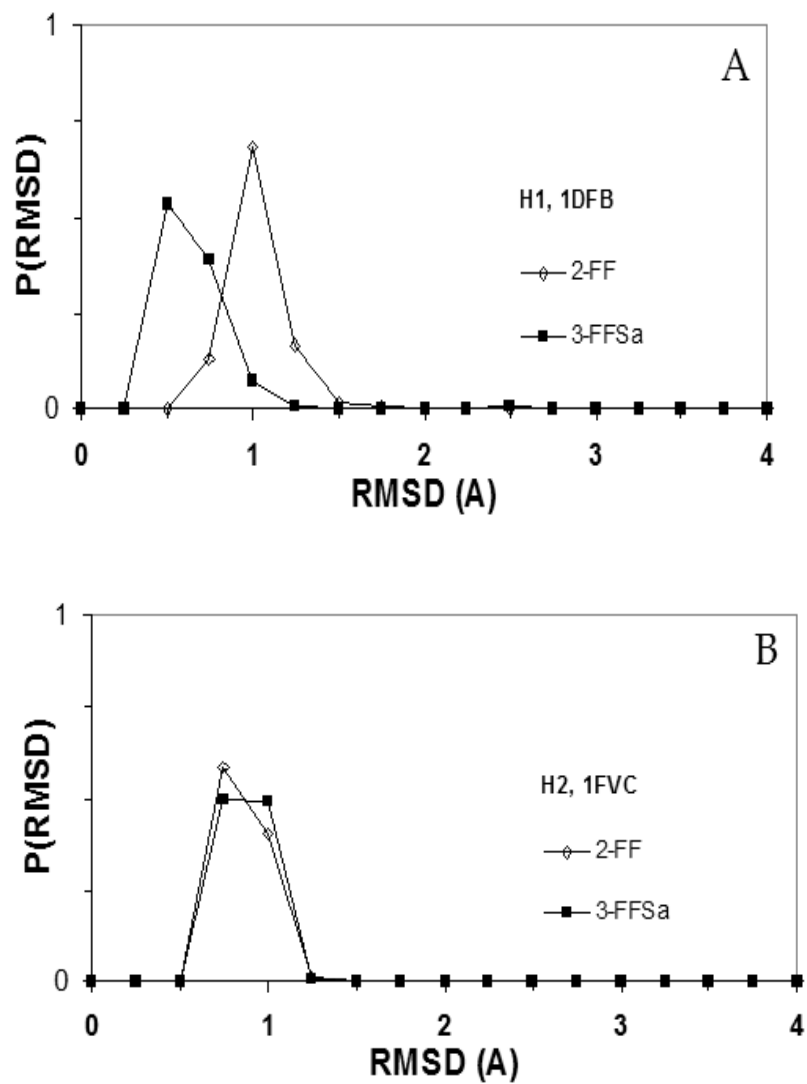 1
A
P(RMSD)
H1, 1DFB
2-FF
3-FFSa
0
0 1 2 3 4
RMSD (A)
1
B
P(RMSD)
H2, 1FVC
2-FF
3-FFSa
0
0 1 2 3 4
RMSD (A)